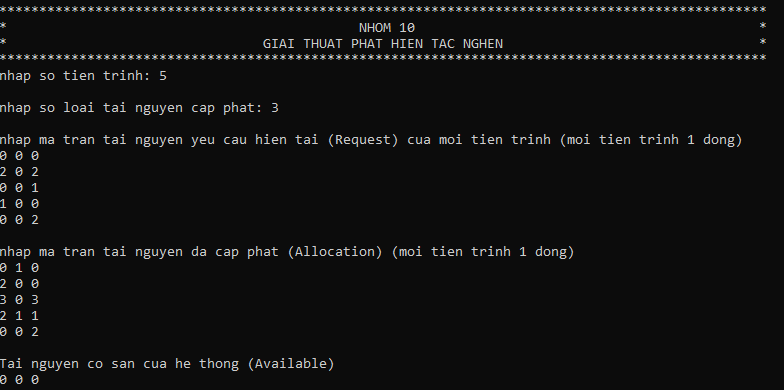 ************************************************************************************************
* NHOM 10 *
* GIAI THUAT PHAT HIEN TAC NGHEN *
************************************************************************************************
nhap so tien trinh: 5
nhap so loai tai nguyen cap phat: 3
nhap ma tran tai nguyen yeu cau hien tai (Request) cua moi tien trinh (moi tien trinh 1 dong)
0 0 0
2 0 2
0 0 1
1 0 0
0 0 2
nhap ma tran tai nguyen da cap phat (Allocation) (moi tien trinh 1 dong)
0 1 0
2 0 0
3 0 3
2 1 1
0 0 2
Tai nguyen co san cua he thong (Available)
0 0 0